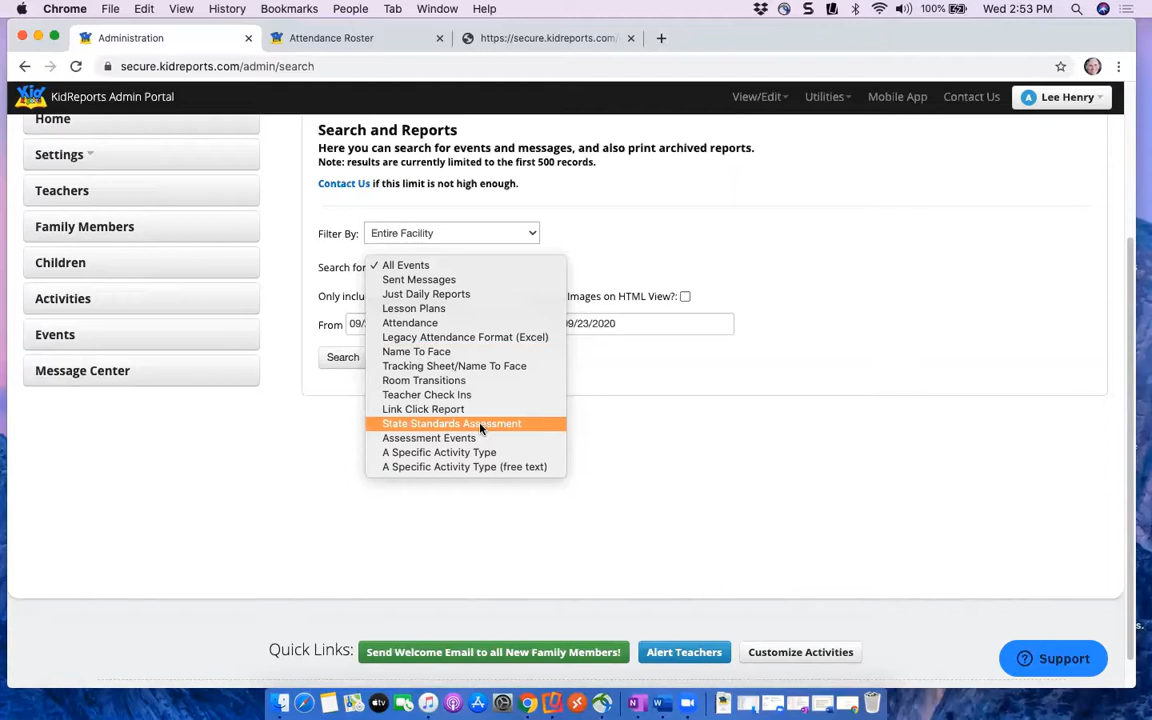 Chrome File Edit View History Bookmarks People Tab Window Help 100% Wed 2:53 PM
Administration Attendance Roster https://secure.kidreports.com/
secure.kidreports.com/admin/search
KidReports Admin Portal View/Edit Utilities Mobile App Contact Us A Lee Henry
Home
Settings
Teachers
Family Members
Children
Activities
Events
Message Center
Search and Reports
Here you can search for events and messages, and also print archived reports.
Note: results are currently limited to the first 500 records.
Contact Us if this limit is not high enough.
Filter By: Entire Facility
Search for
All Events
Sent Messages
Just Daily Reports
Lesson Plans
Attendance
Legacy Attendance Format (Excel)
Name To Face
Tracking Sheet/Name To Face
Room Transitions
Teacher Check Ins
Link Click Report
State Standards Assessment
Assessment Events
A Specific Activity Type
A Specific Activity Type (free text)
Only inclu Images on HTML View?:
From 09/2 09/23/2020
Search
Quick Links: Send Welcome Email to all New Family Members! Alert Teachers Customize Activities
Support